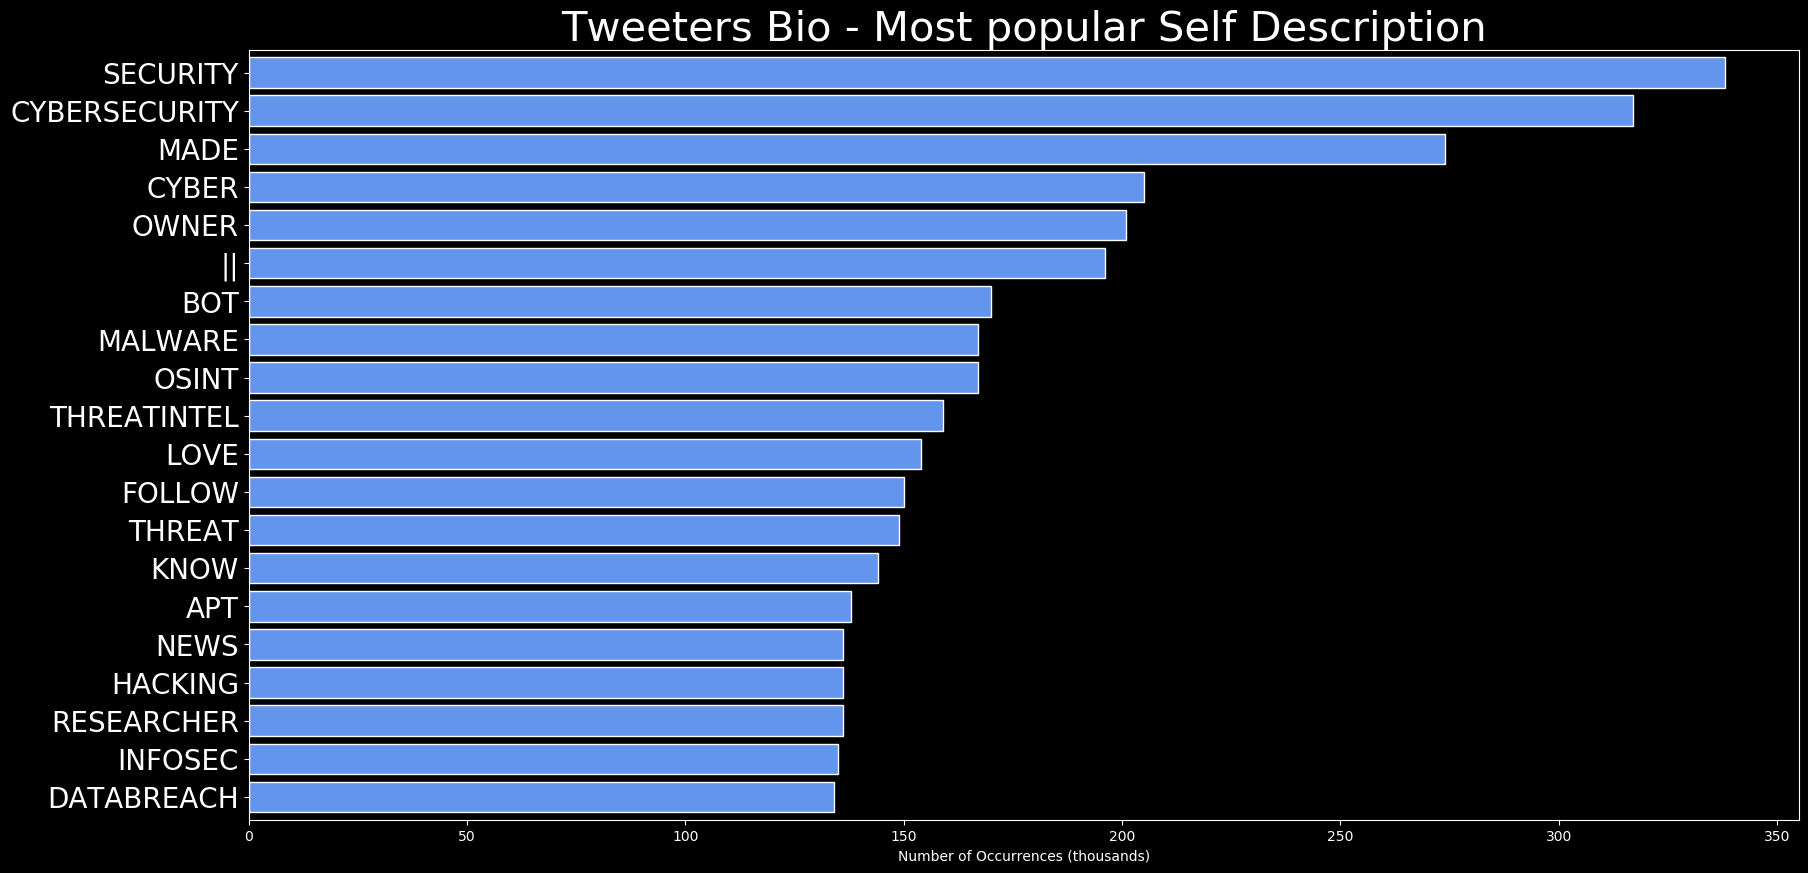 Tweeters Bio - Most popular Self Description
SECURITY
CYBERSECURITY
MADE
CYBER
OWNER
||
BOT
MALWARE
OSINT
THREATINTEL
LOVE
FOLLOW
THREAT
KNOW
APT
NEWS
HACKING
RESEARCHER
INFOSEC
DATABREACH
0 50 100 150 200 250 300 350
Number of Occurrences (thousands)